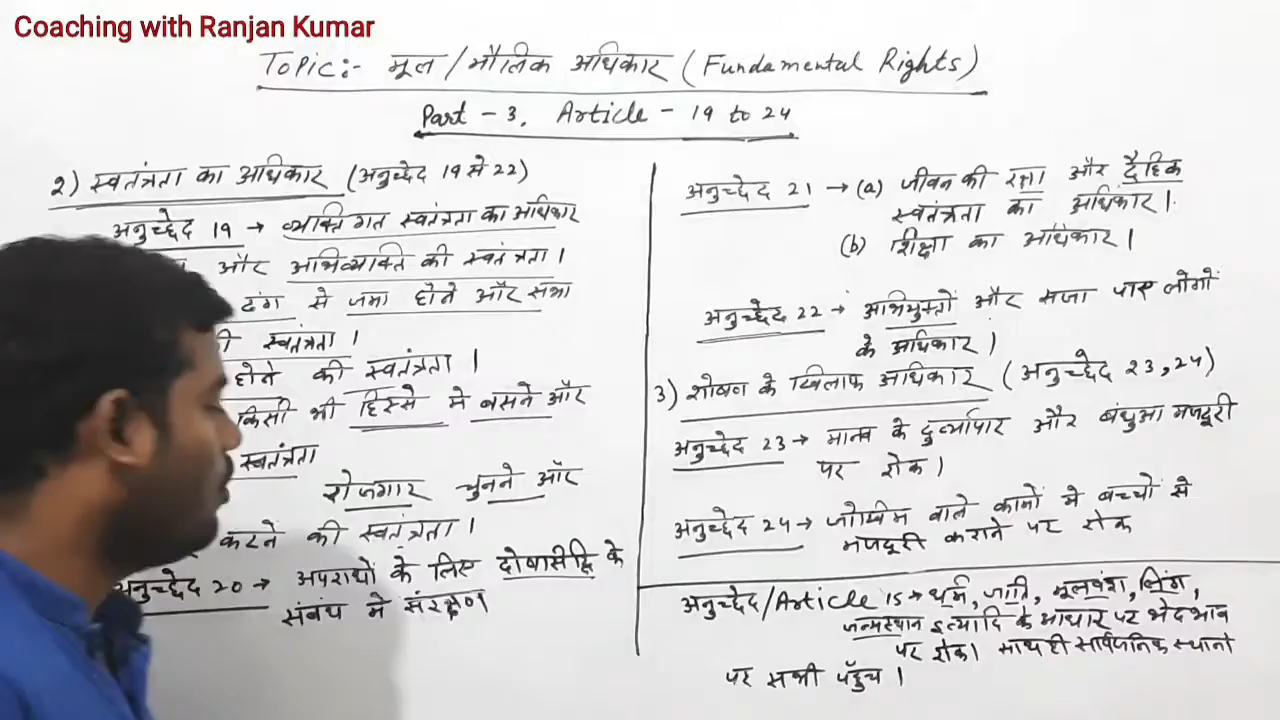 Coaching with Ranjan Kumar
Topic:- मूल / मौलिक अधिकार (Fundamental Rights)
Part - 3, Article - 19 to 24
2) स्वतंत्रता का अधिकार (अनुच्छेद 19 से 22)
अनुच्छेद 19 → व्यक्तिगत स्वतंत्रता का अधिकार
और अभिव्यक्ति की स्वतंत्रता।
ढंग से जमा होने और सभा
की स्वतंत्रता।
होने की स्वतंत्रता।
किसी भी हिस्से में बसने और
स्वतंत्रता
रोजगार चुनने और
करने की स्वतंत्रता।
अनुच्छेद 20 → अपराधों के लिए दोषसिद्धि के
संबंध में संरक्षण
अनुच्छेद 21 → (a) जीवन की रक्षा और दैहिक
स्वतंत्रता का अधिकार।
(b) शिक्षा का अधिकार।
अनुच्छेद 22 → अभियुक्तों और सजा पाए लोगों
के अधिकार।
3) शोषण के खिलाफ अधिकार (अनुच्छेद 23, 24)
अनुच्छेद 23 → मानव के दुर्व्यापार और बंधुआ मजदूरी
पर रोक।
अनुच्छेद 24 → जोखिम वाले कामों में बच्चों से
मजदूरी कराने पर रोक
अनुच्छेद/Article 15 → धर्म, जाति, मूलवंश, लिंग,
जन्मस्थान इत्यादि के आधार पर भेदभाव
पर रोक। साथ ही सार्वजनिक स्थानों
पर सभी पहुँच।